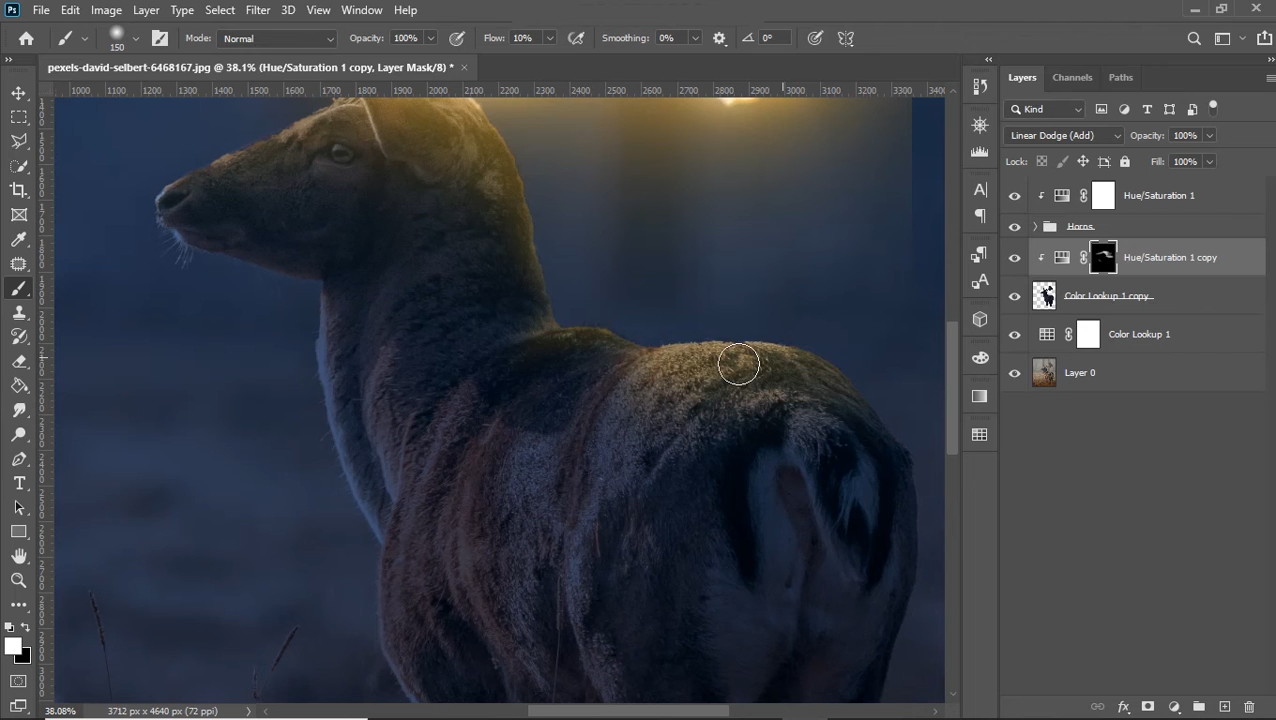 Ps File Edit Image Layer Type Select Filter 3D View Window Help
150 Mode: Normal Opacity: 100% Flow: 10% Smoothing: 0% 0°
pexels-david-selbert-6468167.jpg @ 38.1% (Hue/Saturation 1 copy, Layer Mask/8) *
1000 1100 1200 1300 1400 1500 1600 1700 1800 1900 2000 2100 2200 2300 2400 2500 2600 2700 2800 2900 3000 3100 3200 3300 3400
Layers Channels Paths
Kind
Linear Dodge (Add) Opacity: 100%
Lock: Fill: 100%
Hue/Saturation 1
Horns
Hue/Saturation 1 copy
Color Lookup 1 copy
Color Lookup 1
Layer 0
38.08% 3712 px x 4640 px (72 ppi)